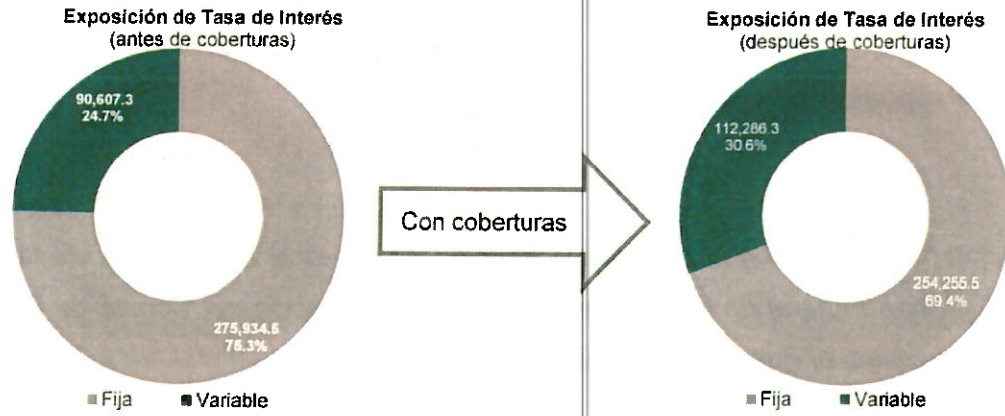 Exposición de Tasa de Interés
(antes de coberturas)
90,607.3
24.7%
275,934.5
75.3%
Fija Variable
Con coberturas
Exposición de Tasa de Interés
(después de coberturas)
112,286.3
30.6%
254,255.5
69.4%
Fija Variable